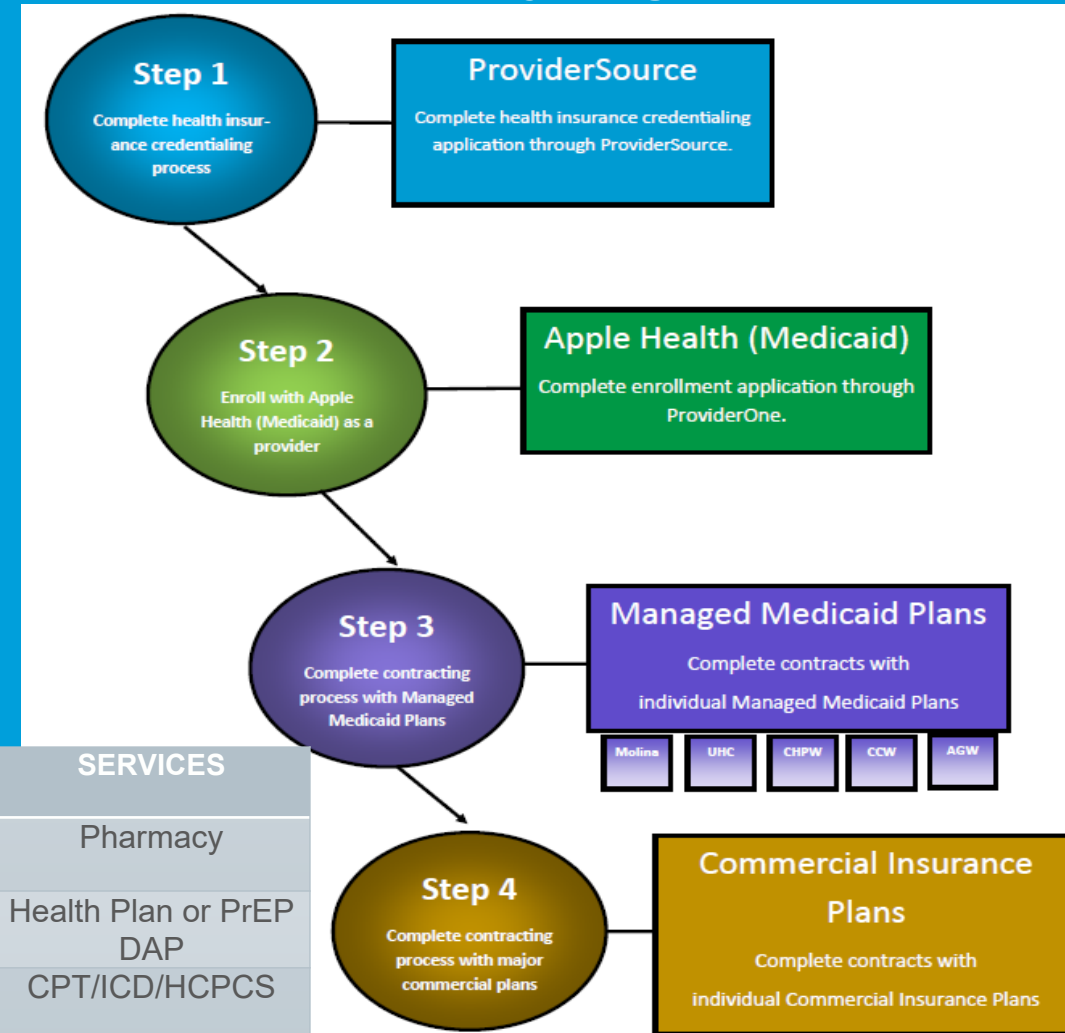 Step 1
Complete health insur-
ance credentialing
process
ProviderSource
Complete health insurance credentialing
application through ProviderSource.
Step 2
Enroll with Apple
Health (Medicaid) as a
provider
Apple Health (Medicaid)
Complete enrollment application through
ProviderOne.
Step 3
Complete contracting
process with Managed
Medicaid Plans
Managed Medicaid Plans
Complete contracts with
individual Managed Medicaid Plans
Molina
UHC
CHPW
CCW
AGW
SERVICES
Pharmacy
Health Plan or PrEP
DAP
CPT/ICD/HCPCS
Step 4
Complete contracting
process with major
commercial plans
Commercial Insurance
Plans
Complete contracts with
individual Commercial Insurance Plans